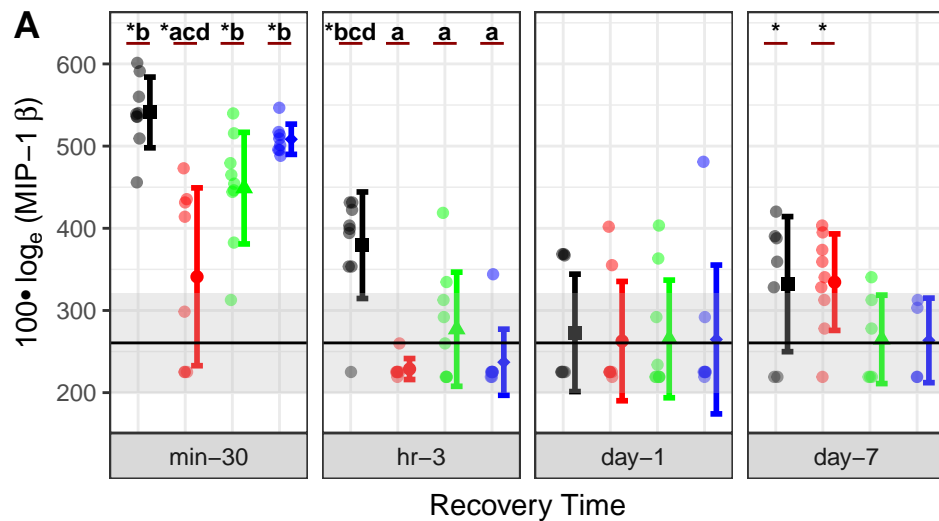 A
*b *acd *b *b
*bcd a a a
* *
600
500
400
300
200
100• loge (MIP−1 β)
min−30
hr−3
day−1
day−7
Recovery Time